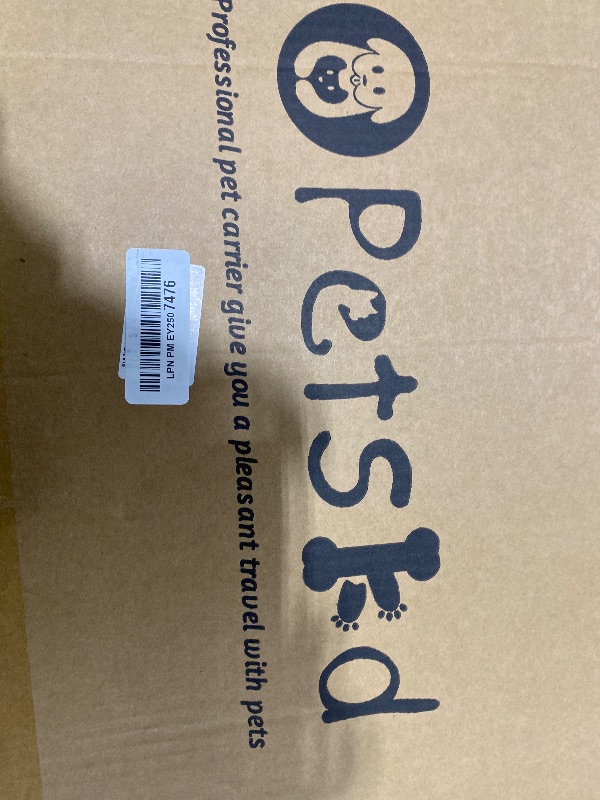 Petskd
Professional pet carrier give you a pleasant travel with pets
LPN PM EY250 7476